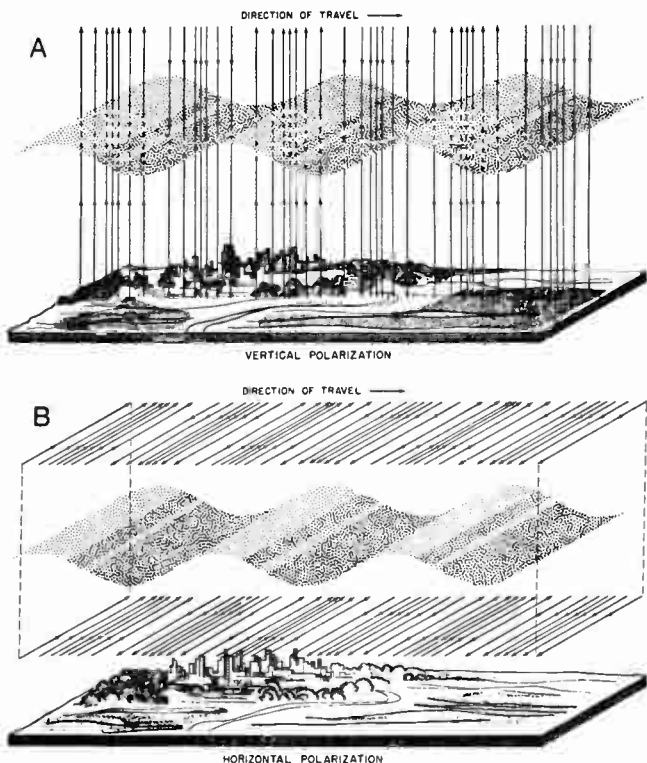 DIRECTION OF TRAVEL
A
VERTICAL POLARIZATION
DIRECTION OF TRAVEL
B
HORIZONTAL POLARIZATION